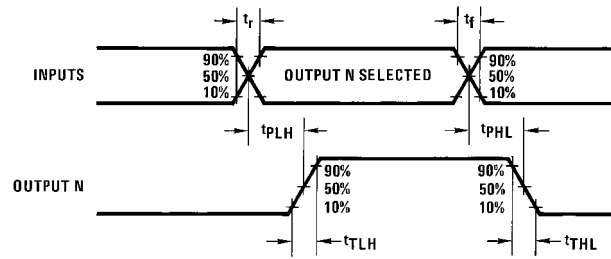 tr
tf
90%
90%
INPUTS
50%
OUTPUT N SELECTED
50%
10%
10%
tPLH
tPHL
90%
90%
OUTPUT N
50%
50%
10%
10%
tTLH
tTHL